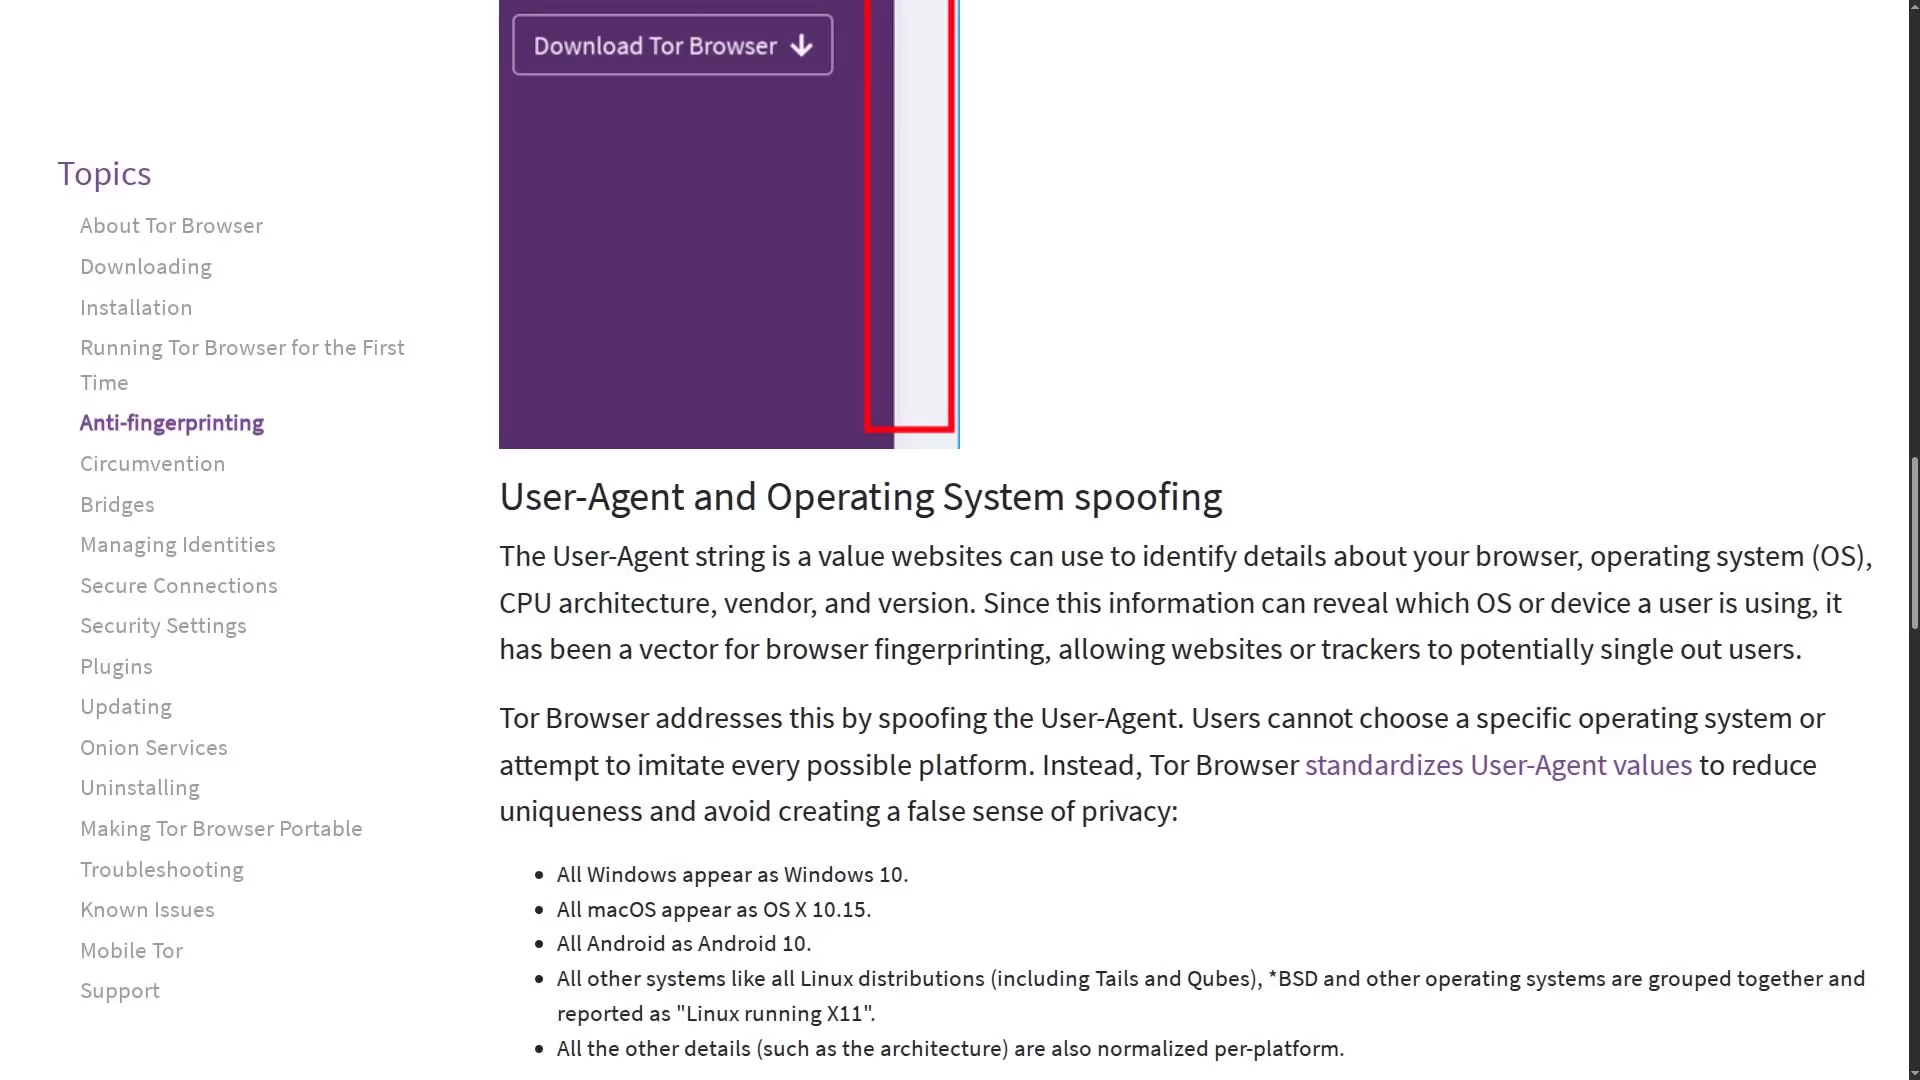 Download Tor Browser
Topics
About Tor Browser
Downloading
Installation
Running Tor Browser for the First
Time
Anti-fingerprinting
Circumvention
Bridges
Managing Identities
Secure Connections
Security Settings
Plugins
Updating
Onion Services
Uninstalling
Making Tor Browser Portable
Troubleshooting
Known Issues
Mobile Tor
Support
User-Agent and Operating System spoofing
The User-Agent string is a value websites can use to identify details about your browser, operating system (OS),
CPU architecture, vendor, and version. Since this information can reveal which OS or device a user is using, it
has been a vector for browser fingerprinting, allowing websites or trackers to potentially single out users.
Tor Browser addresses this by spoofing the User-Agent. Users cannot choose a specific operating system or
attempt to imitate every possible platform. Instead, Tor Browser standardizes User-Agent values to reduce
uniqueness and avoid creating a false sense of privacy:
• All Windows appear as Windows 10.
• All macOS appear as OS X 10.15.
• All Android as Android 10.
• All other systems like all Linux distributions (including Tails and Qubes), *BSD and other operating systems are grouped together and
reported as "Linux running X11".
• All the other details (such as the architecture) are also normalized per-platform.